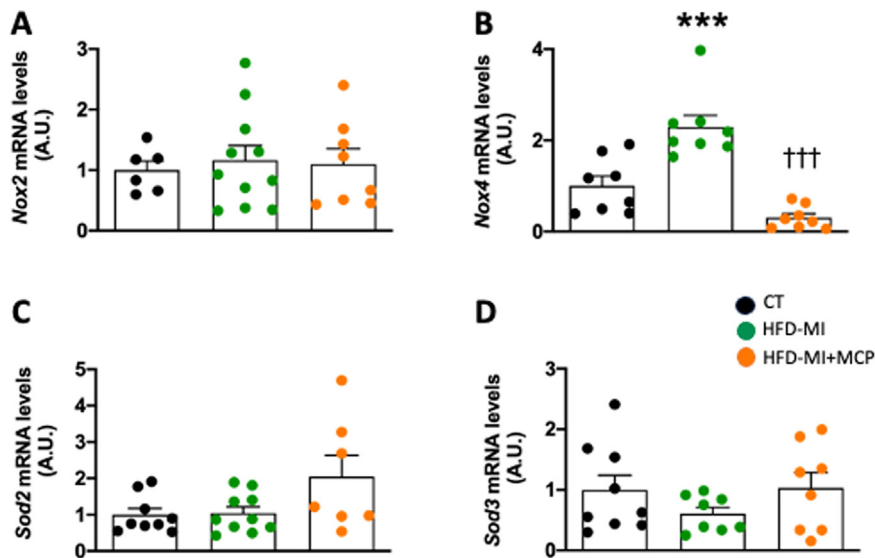 A
Nox2 mRNA levels
(A.U.)
3
2
1
0
B
Nox4 mRNA levels
(A.U.)
4
2
0
***
†††
C
Sod2 mRNA levels
(A.U.)
5
4
3
2
1
0
D
CT
HFD-MI
HFD-MI+MCP
Sod3 mRNA levels
(A.U.)
3
2
1
0